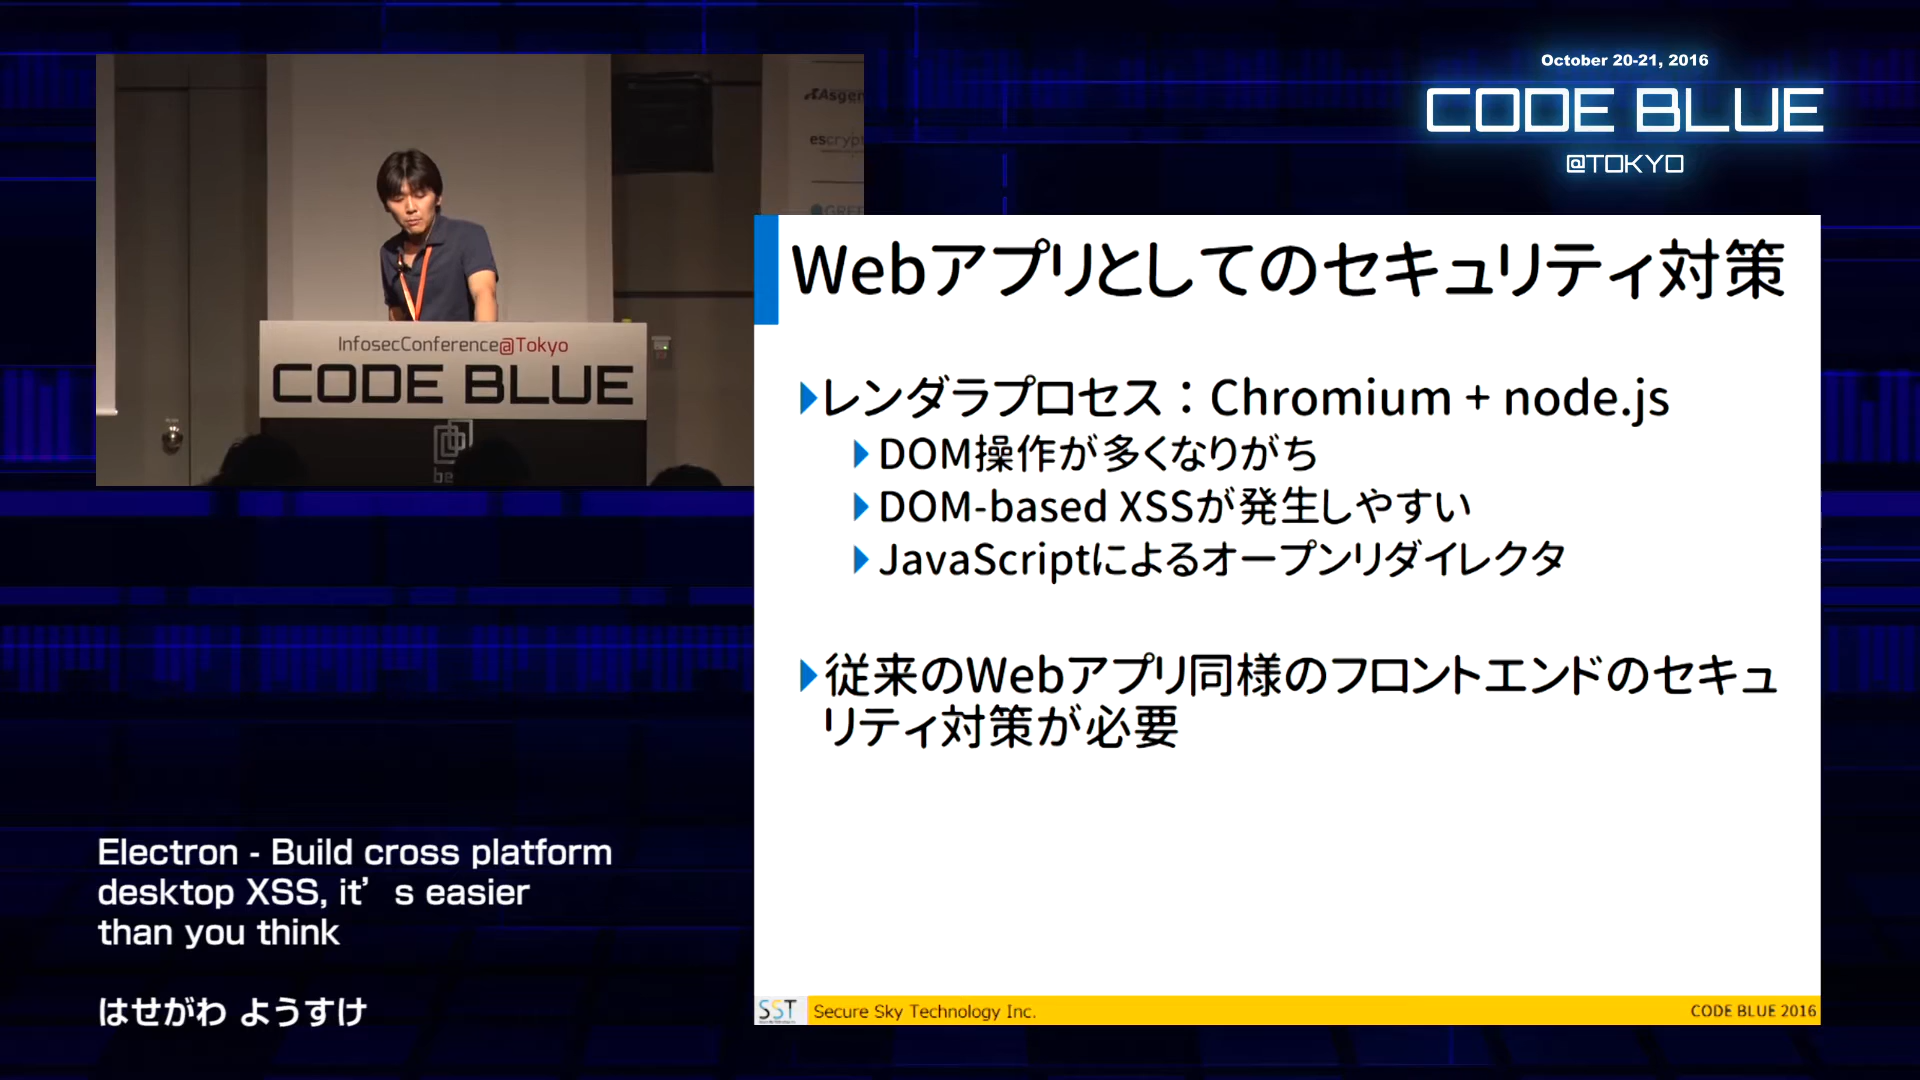 October 20-21, 2016
CODE BLUE
@TOKYO
InfosecConference@Tokyo
CODE BLUE
Webアプリとしてのセキュリティ対策
レンダラプロセス：Chromium + node.js
DOM操作が多くなりがち
DOM-based XSSが発生しやすい
JavaScriptによるオープンリダイレクタ
従来のWebアプリ同様のフロントエンドのセキュ
リティ対策が必要
SST Secure Sky Technology Inc.
CODE BLUE 2016
Electron - Build cross platform
desktop XSS, it’s easier
than you think
はせがわ ようすけ